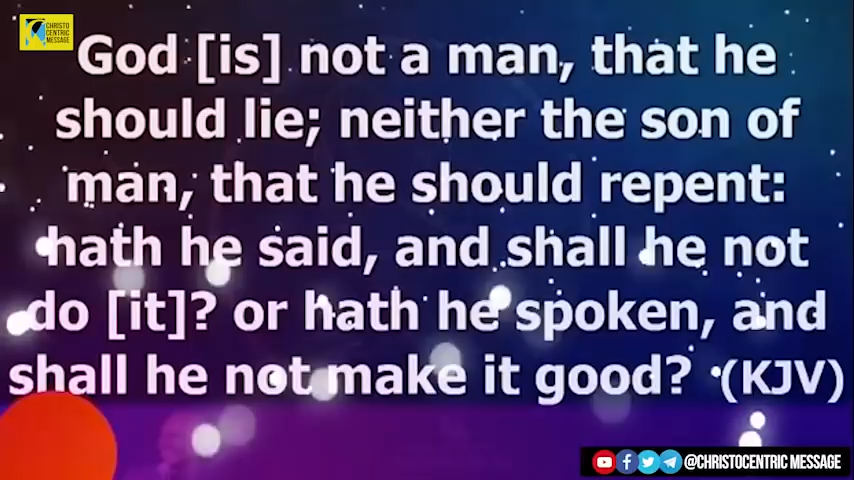 CHRISTO
CENTRIC
MESSAGE
God [is] not a man, that he
should lie; neither the son of
man, that he should repent:
hath he said, and shall he not
do [it]? or hath he spoken, and
shall he not make it good? (KJV)
@CHRISTOCENTRIC MESSAGE